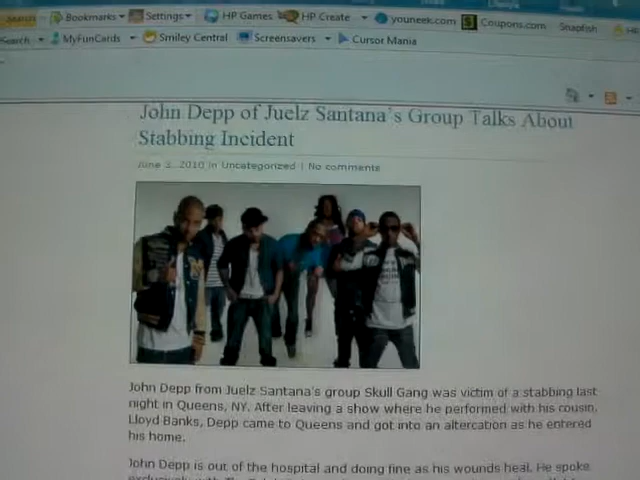 Bookmarks Settings HP Games HP Create youneek.com Coupons.com Snapfish
Search MyFunCards Smiley Central Screensavers Cursor Mania
John Depp of Juelz Santana's Group Talks About
Stabbing Incident
2010 in Uncategorized | No comments
John Depp from Juelz Santana's group Skull Gang was victim of a stabbing last
night in Queens, NY. After leaving a show where he performed with his cousin,
Lloyd Banks, Depp came to Queens and got into an altercation as he entered
his home.
John Depp is out of the hospital and doing fine as his wounds heal. He spoke